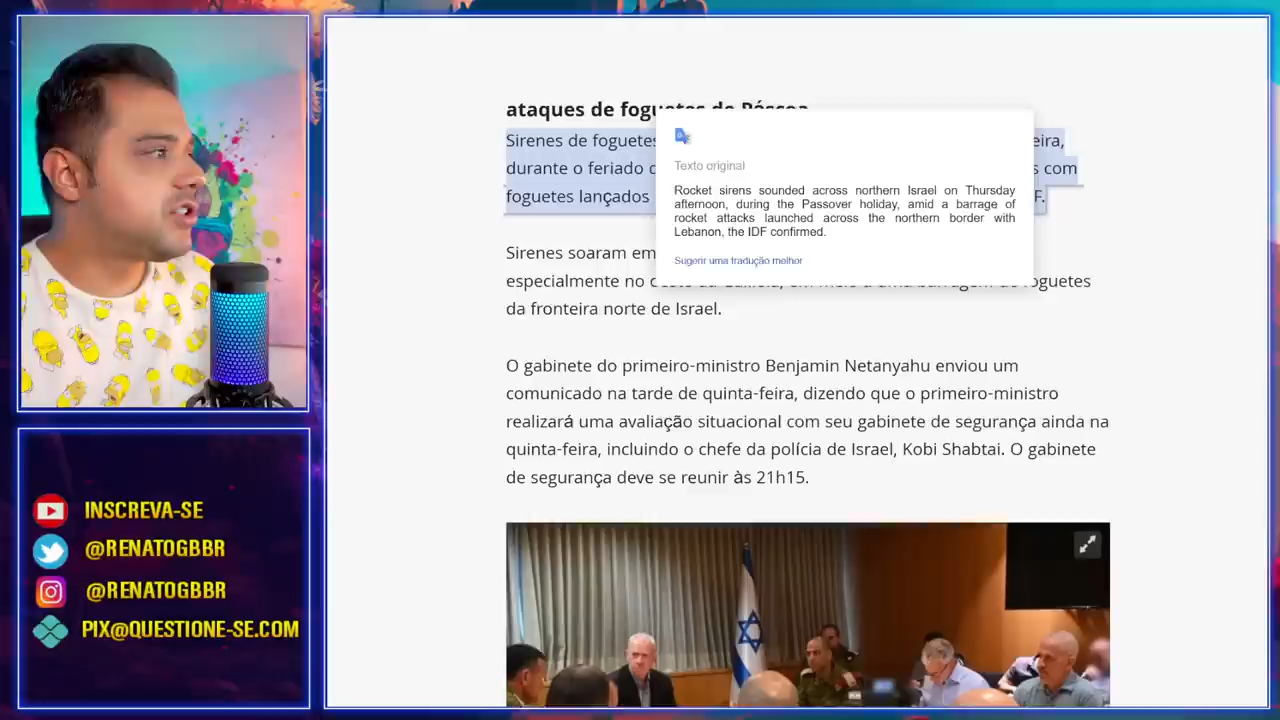 ataques de foguetes de Páscoa
Sirenes de foguetes eira,
durante o feriado s com
foguetes lançados F.
Texto original
Rocket sirens sounded across northern Israel on Thursday
afternoon, during the Passover holiday, amid a barrage of
rocket attacks launched across the northern border with
Lebanon, the IDF confirmed.
Sugerir uma tradução melhor
Sirenes soaram em
especialmente no oeste da Galileia, em meio a uma barragem de foguetes
da fronteira norte de Israel.
O gabinete do primeiro-ministro Benjamin Netanyahu enviou um
comunicado na tarde de quinta-feira, dizendo que o primeiro-ministro
realizará uma avaliação situacional com seu gabinete de segurança ainda na
quinta-feira, incluindo o chefe da polícia de Israel, Kobi Shabtai. O gabinete
de segurança deve se reunir às 21h15.
INSCREVA-SE
@RENATOGBBR
@RENATOGBBR
PIX@QUESTIONE-SE.COM